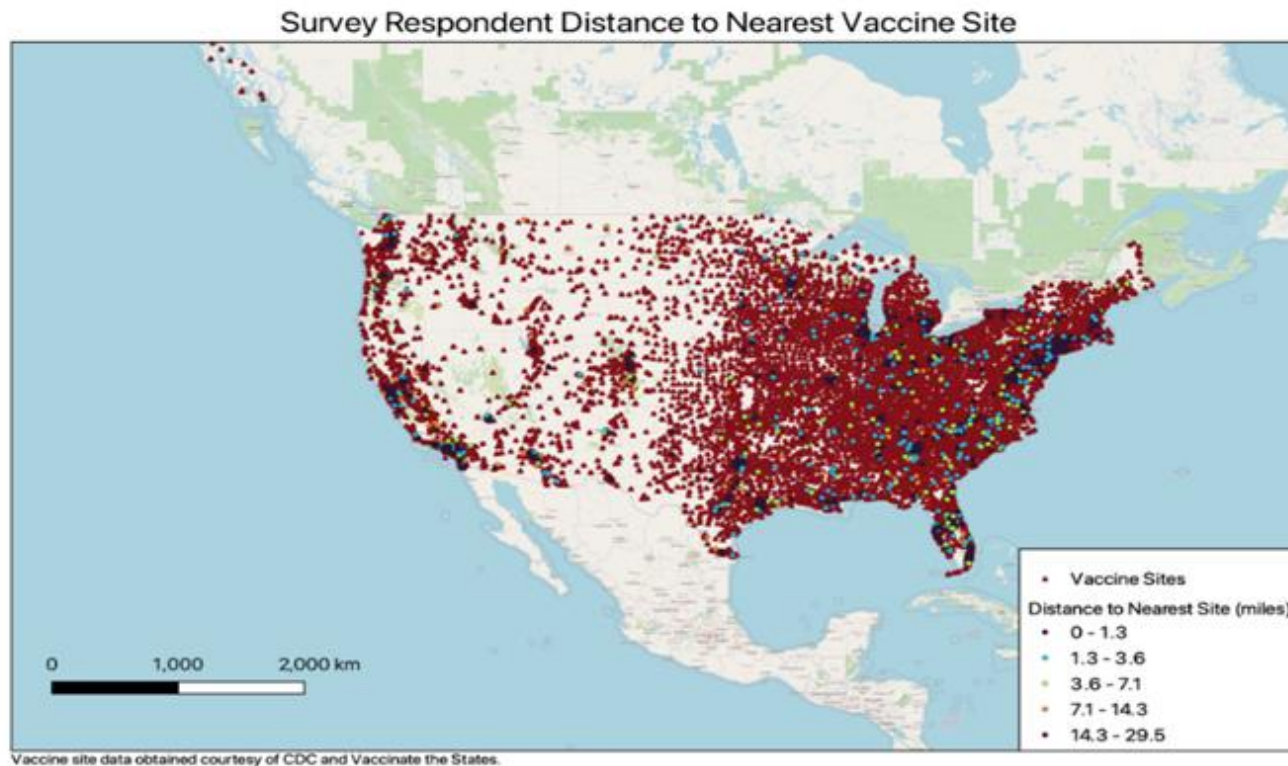 Survey Respondent Distance to Nearest Vaccine Site
Vaccine Sites
Distance to Nearest Site (miles)
0 - 1.3
1.3 - 3.6
3.6 - 7.1
7.1 - 14.3
14.3 - 29.5
0 1,000 2,000 km
Vaccine site data obtained courtesy of CDC and Vaccinate the States.